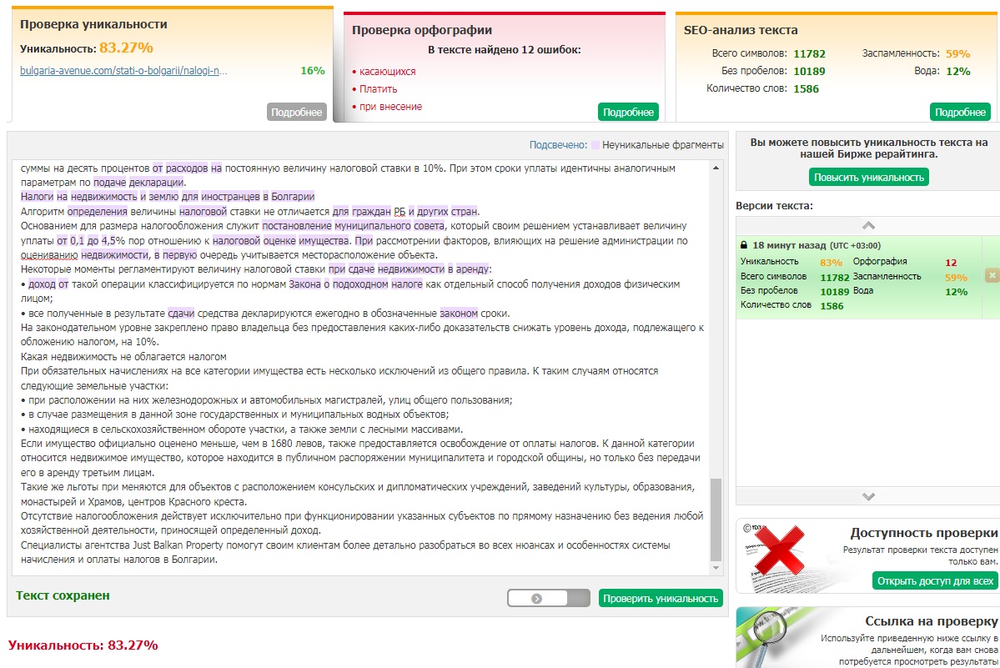 Проверка уникальности
Уникальность: 83.27%
bulgaria-avenue.com/stati-o-bolgarii/nalogi-n...
16%
Подробнее
Проверка орфографии
В тексте найдено 12 ошибок:
• касающихся
• Платить
• при внесение
Подробнее
SEO-анализ текста
Всего символов: 11782 Заспамленность: 59%
Без пробелов: 10189 Вода: 12%
Количество слов: 1586
Подробнее
Подсвечено: Неуникальные фрагменты
суммы на десять процентов от расходов на постоянную величину налоговой ставки в 10%. При этом сроки уплаты идентичны аналогичным
параметрам по подаче декларации.
Налоги на недвижимость и землю для иностранцев в Болгарии
Алгоритм определения величины налоговой ставки не отличается для граждан РБ и других стран.
Основанием для размера налогообложения служит постановление муниципального совета, который своим решением устанавливает величину
уплаты от 0,1 до 4,5% пор отношению к налоговой оценке имущества. При рассмотрении факторов, влияющих на решение администрации по
оцениванию недвижимости, в первую очередь учитывается месторасположение объекта.
Некоторые моменты регламентируют величину налоговой ставки при сдаче недвижимости в аренду:
• доход от такой операции классифицируется по нормам Закона о подоходном налоге как отдельный способ получения доходов физическим
лицом;
• все полученные в результате сдачи средства декларируются ежегодно в обозначенные законом сроки.
На законодательном уровне закреплено право владельца без предоставления каких-либо доказательств снижать уровень дохода, подлежащего к
обложению налогом, на 10%.
Какая недвижимость не облагается налогом
При обязательных начислениях на все категории имущества есть несколько исключений из общего правила. К таким случаям относятся
следующие земельные участки:
• при расположении на них железнодорожных и автомобильных магистралей, улиц общего пользования;
• в случае размещения в данной зоне государственных и муниципальных водных объектов;
• находящиеся в сельскохозяйственном обороте участки, а также земли с лесными массивами.
Если имущество официально оценено меньше, чем в 1680 левов, также предоставляется освобождение от оплаты налогов. К данной категории
относится недвижимое имущество, которое находится в публичном распоряжении муниципалитета и городской общины, но только без передачи
его в аренду третьим лицам.
Такие же льготы при меняются для объектов с расположением консульских и дипломатических учреждений, заведений культуры, образования,
монастырей и Храмов, центров Красного креста.
Отсутствие налогообложения действует исключительно при функционировании указанных субъектов по прямому назначению без ведения любой
хозяйственной деятельности, приносящей определенный доход.
Специалисты агентства Just Balkan Property помогут своим клиентам более детально разобраться во всех нюансах и особенностях системы
начисления и оплаты налогов в Болгарии.
Текст сохранен
Проверить уникальность
Уникальность: 83.27%
Вы можете повысить уникальность текста на
нашей Бирже рерайтинга.
Повысить уникальность
Версии текста:
18 минут назад (UTC +03:00)
Уникальность 83% Орфография 12
Всего символов 11782 Заспамленность 59%
Без пробелов 10189 Вода 12%
Количество слов 1586
Доступность проверки
Результат проверки текста доступен
только вам.
Открыть доступ для всех
Ссылка на проверку
Используйте приведенную ниже ссылку в
дальнейшем, когда вам снова
потребуется просмотреть результаты